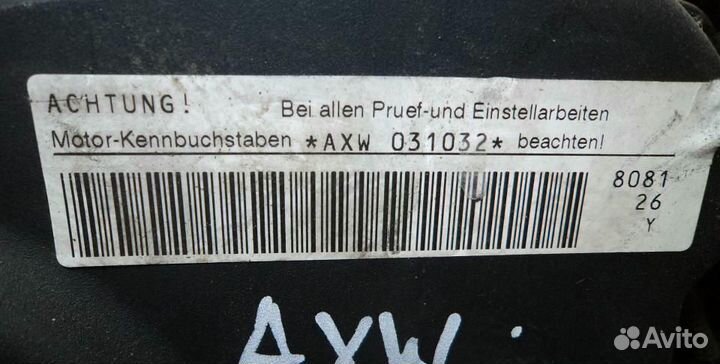 ACHTUNG! Bei allen Pruef-und Einstellarbeiten
Motor-Kennbuchstaben *AXW 031032* beachten!
8081
26
Y
AXW
Avito